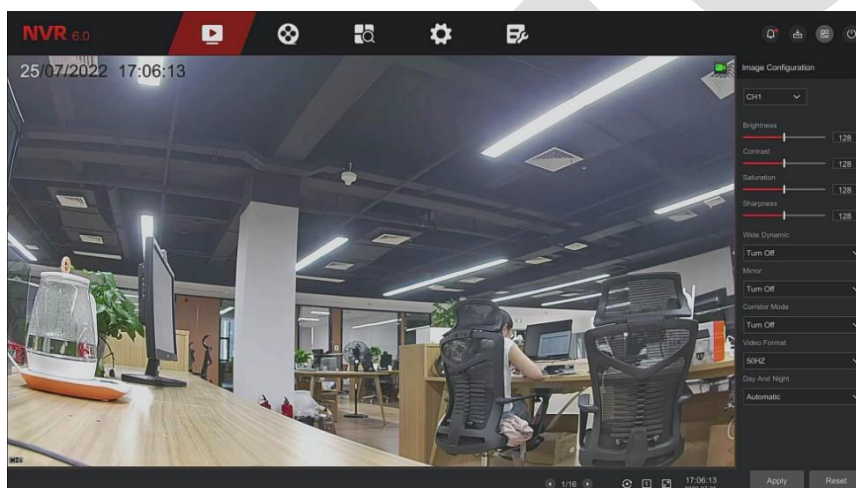 NVR 6.0
25/07/2022 17:06:13
Image Configuration
CH1
Brightness
128
Contrast
128
Saturation
128
Sharpness
128
Wide Dynamic
Turn Off
Mirror
Turn Off
Corridor Mode
Turn Off
Video Format
50HZ
Day And Night
Automatic
CH1
1/16
17:06:13
Apply
Reset